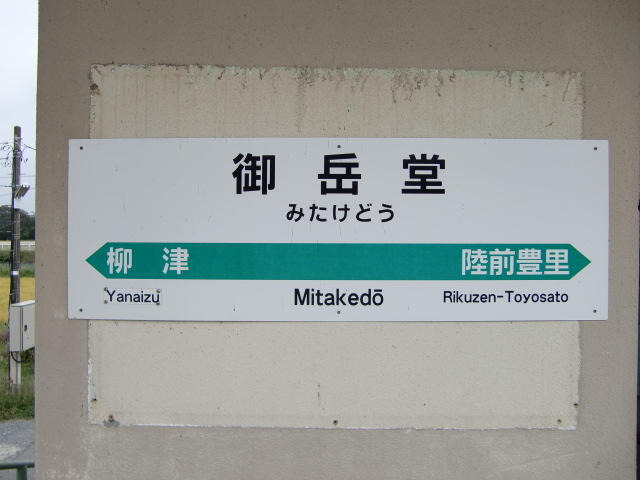 御岳堂
みたけどう
柳津 陸前豊里
Yanaizu Mitakedō Rikuzen-Toyosato